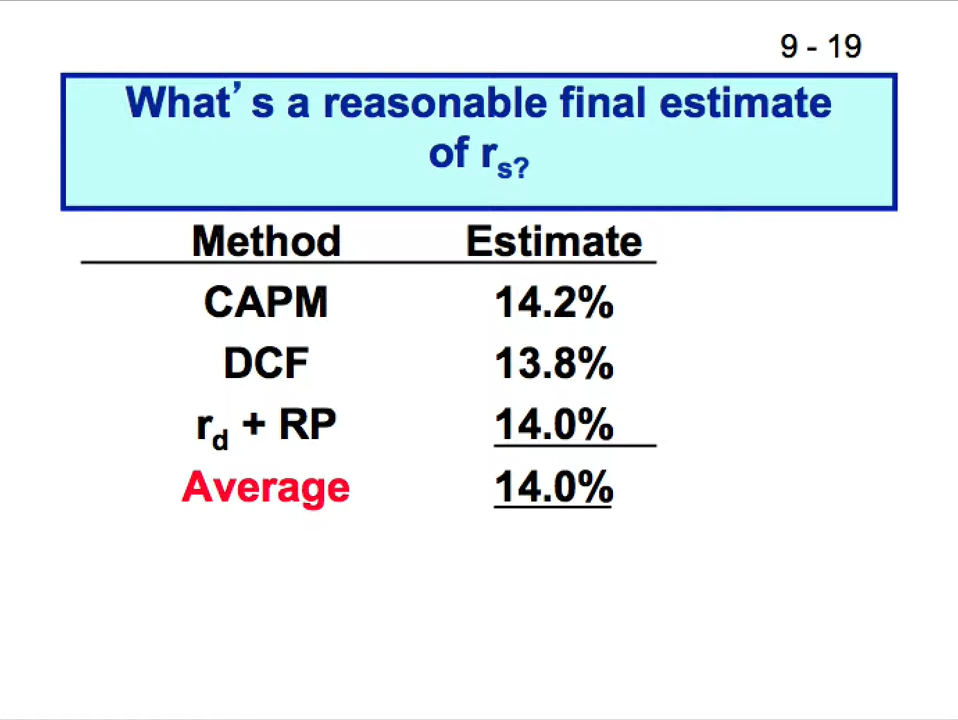 9 - 19
What's a reasonable final estimate
of rs?
Method Estimate
CAPM 14.2%
DCF 13.8%
rd + RP 14.0%
Average 14.0%